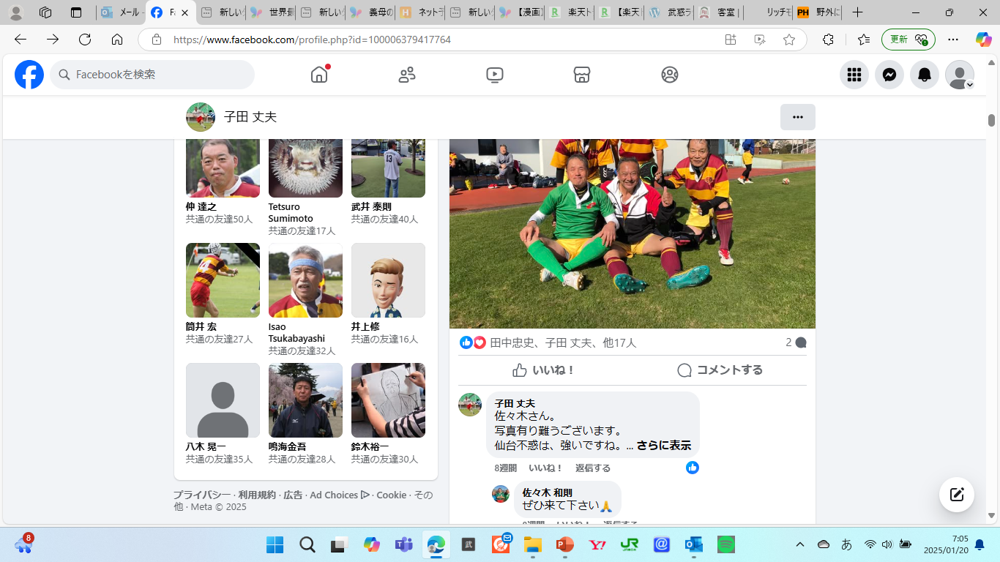 メール -
Fa
新しい
世界
新しい
義母の
ネット
新しい
【漫画】
楽天ト
【楽天
武惑ラ
客室
リッチモ
PH 野外に
https://www.facebook.com/profile.php?id=100006379417764
更新
Facebookを検索
子田 丈夫
仲 達之
共通の友達50人
Tetsuro
Sumimoto
共通の友達17人
武井 泰則
共通の友達40人
筒井 宏
共通の友達27人
Isao
Tsukabayashi
共通の友達32人
井上修
共通の友達16人
八木 晃一
共通の友達35人
鳴海金吾
共通の友達28人
鈴木裕一
共通の友達30人
プライバシー · 利用規約 · 広告 · Ad Choices · Cookie · その
他 · Meta © 2025
田中忠史、子田 丈夫、他17人
2
いいね！
コメントする
子田 丈夫
佐々木さん。
写真有り難うございます。
仙台不惑は、強いですね。... さらに表示
8週間 いいね！ 返信する
佐々木 和則
ぜひ来て下さい🙏
8週間 いいね！ 返信する
8
武
あ
7:05
2025/01/20